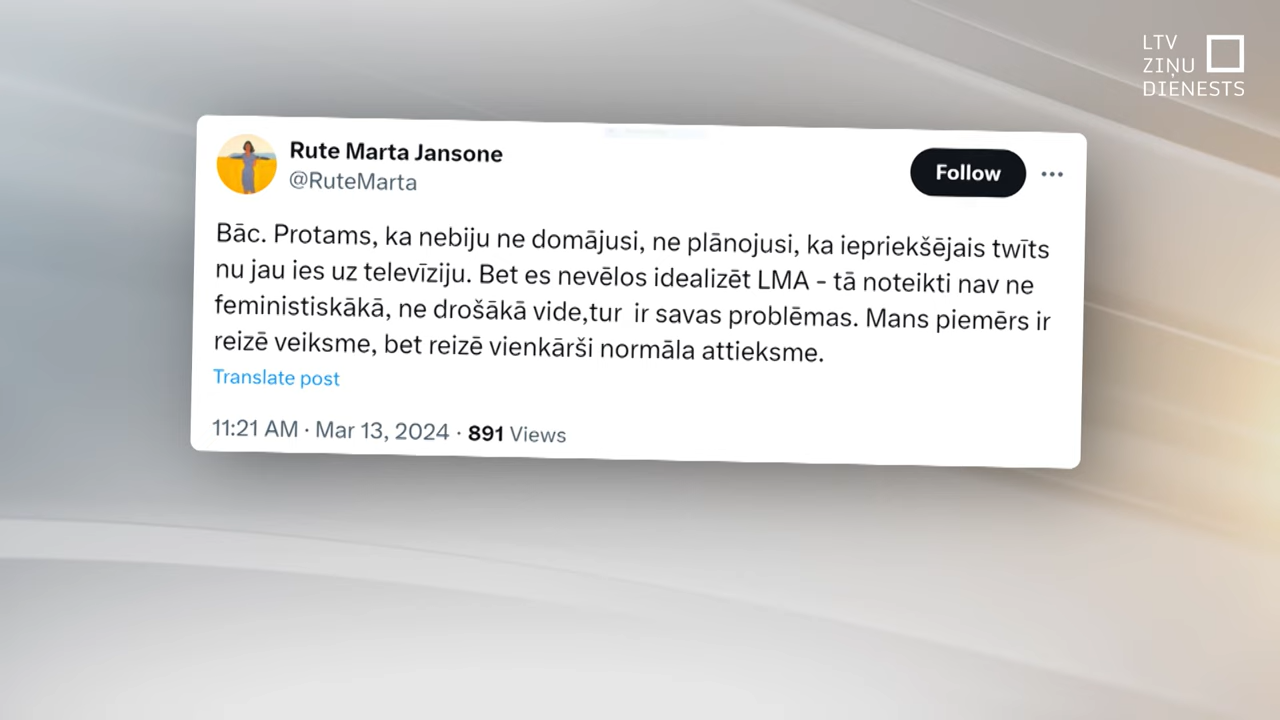 LTV
ZIŅU
DIENESTS
Rute Marta Jansone
@RuteMarta
Follow
Bāc. Protams, ka nebiju ne domājusi, ne plānojusi, ka iepriekšējais twīts
nu jau ies uz televīziju. Bet es nevēlos idealizēt LMA - tā noteikti nav ne
feministiskākā, ne drošākā vide,tur ir savas problēmas. Mans piemērs ir
reizē veiksme, bet reizē vienkārši normāla attieksme.
Translate post
11:21 AM · Mar 13, 2024 · 891 Views